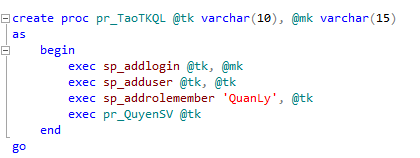 create proc pr_TaoTKQL @tk varchar(10), @mk varchar(15)
as
begin
exec sp_addlogin @tk, @mk
exec sp_adduser @tk, @tk
exec sp_addrolemember 'QuanLy', @tk
exec pr_QuyenSV @tk
end
go